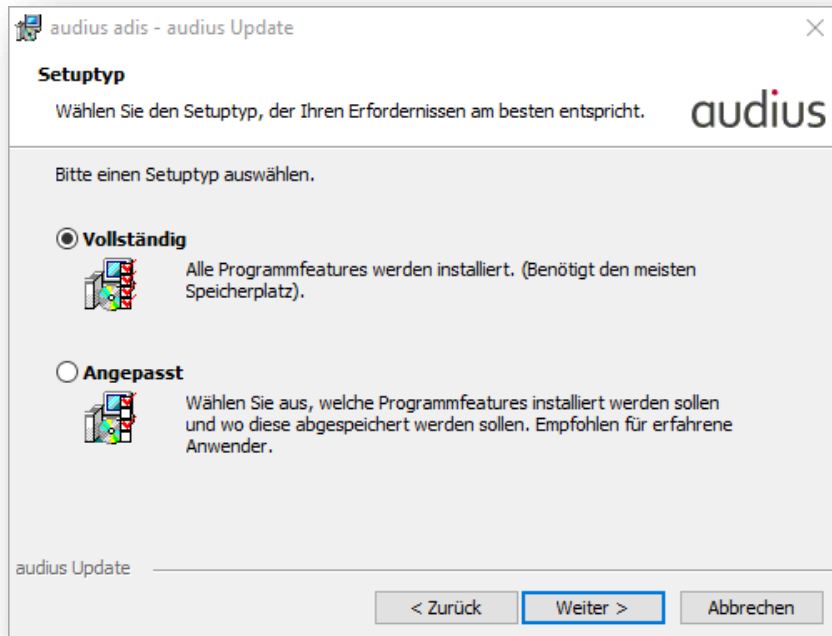 audius adis - audius Update
Setuptyp
Wählen Sie den Setuptyp, der Ihren Erfordernissen am besten entspricht.
audius
Bitte einen Setuptyp auswählen.
Vollständig
Alle Programmfeatures werden installiert. (Benötigt den meisten
Speicherplatz).
Angepasst
Wählen Sie aus, welche Programmfeatures installiert werden sollen
und wo diese abgespeichert werden sollen. Empfohlen für erfahrene
Anwender.
audius Update
< Zurück
Weiter >
Abbrechen